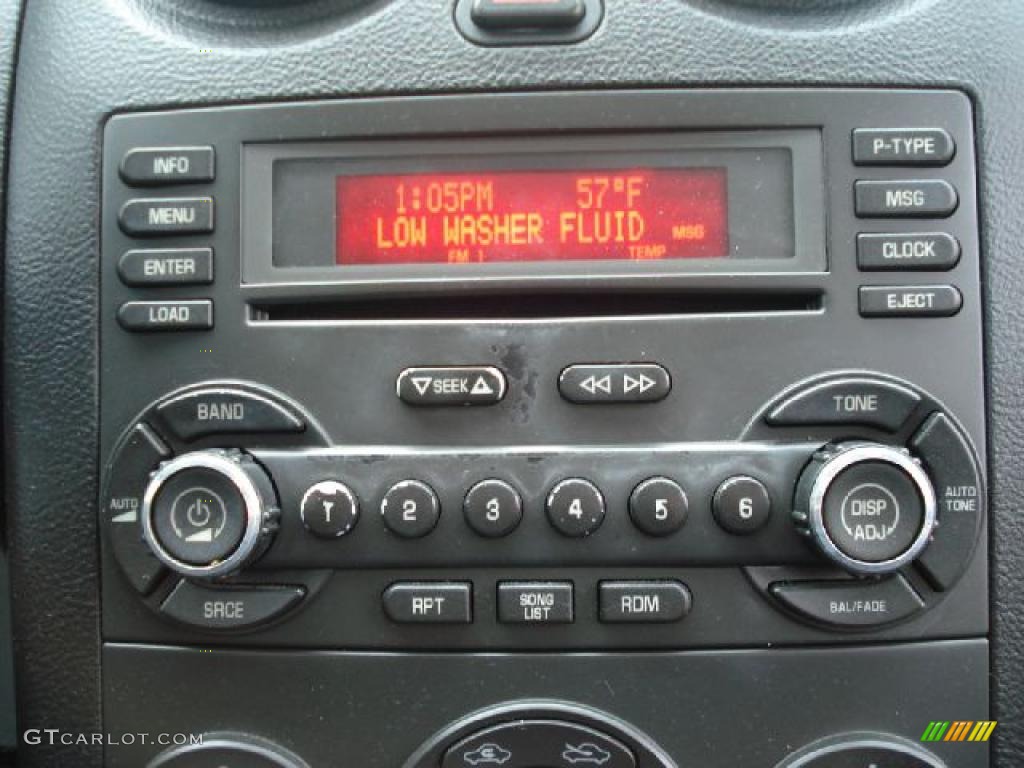 INFO
MENU
ENTER
LOAD
1:05PM 57°F
LOW WASHER FLUID MSG
FM 1 TEMP
P-TYPE
MSG
CLOCK
EJECT
SEEK
BAND
TONE
AUTO
1 2 3 4 5 6
DISP
ADJ
AUTO
TONE
SRCE
RPT
SONG
LIST
RDM
BAL/FADE
GTCARLOT.COM